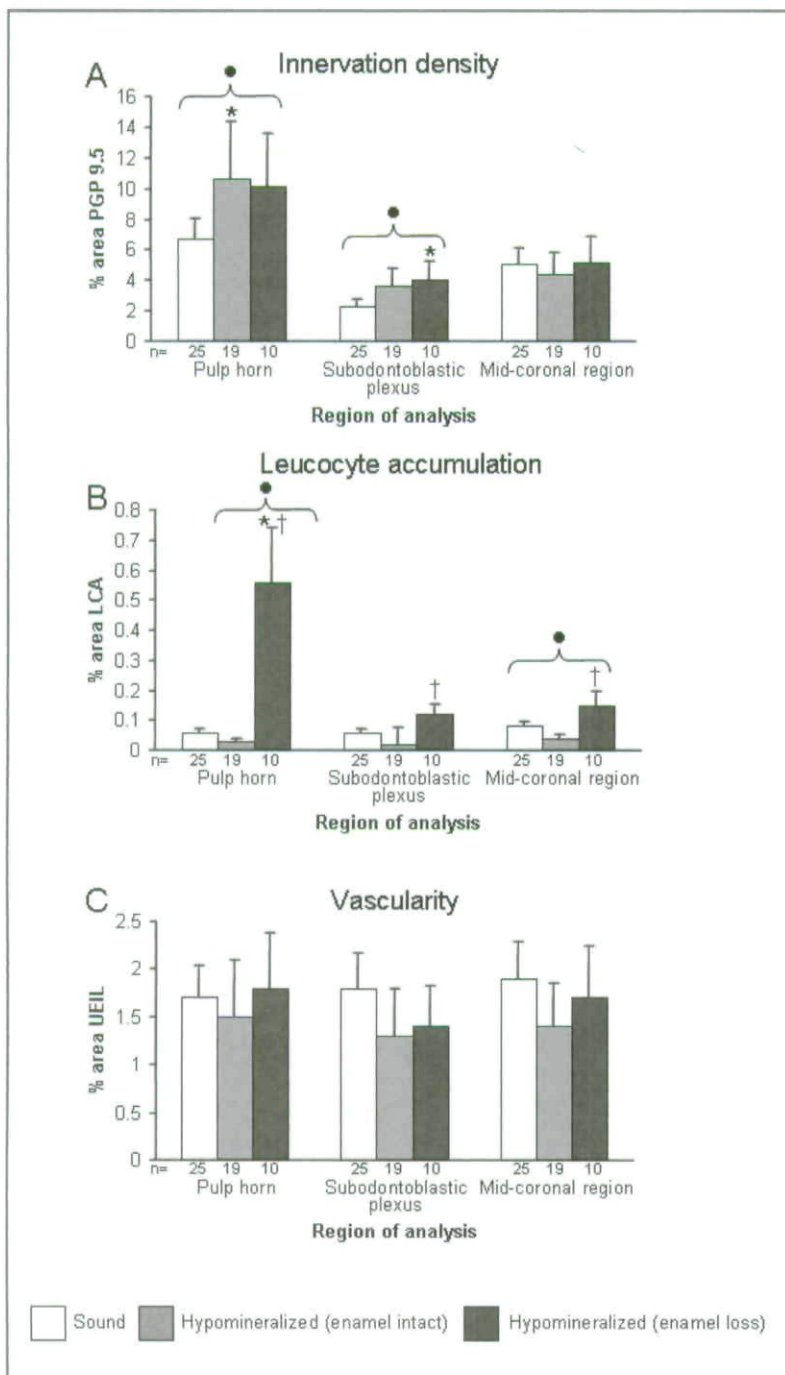 A Innervation density
% area PGP 9.5
16
14
12
10
8
6
4
2
0
●
*
●
*
n= 25 19 10 25 19 10 25 19 10
Pulp horn Subodontoblastic Mid-coronal region
plexus
Region of analysis
Leucocyte accumulation
B
% area LCA
0.8
0.7
0.6
0.5
0.4
0.3
0.2
0.1
0
●
*†
†
●
†
n= 25 19 10 25 19 10 25 19 10
Pulp horn Subodontoblastic Mid-coronal region
plexus
Region of analysis
C Vascularity
% area UEIL
2.5
2
1.5
1
0.5
0
n= 25 19 10 25 19 10 25 19 10
Pulp horn Subodontoblastic Mid-coronal region
plexus
Region of analysis
Sound Hypomineralized (enamel intact) Hypomineralized (enamel loss)